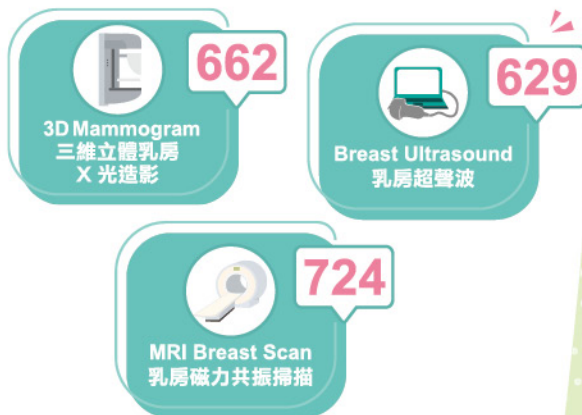 662
3D Mammogram
三維立體乳房
X 光造影
629
Breast Ultrasound
乳房超聲波
724
MRI Breast Scan
乳房磁力共振掃描